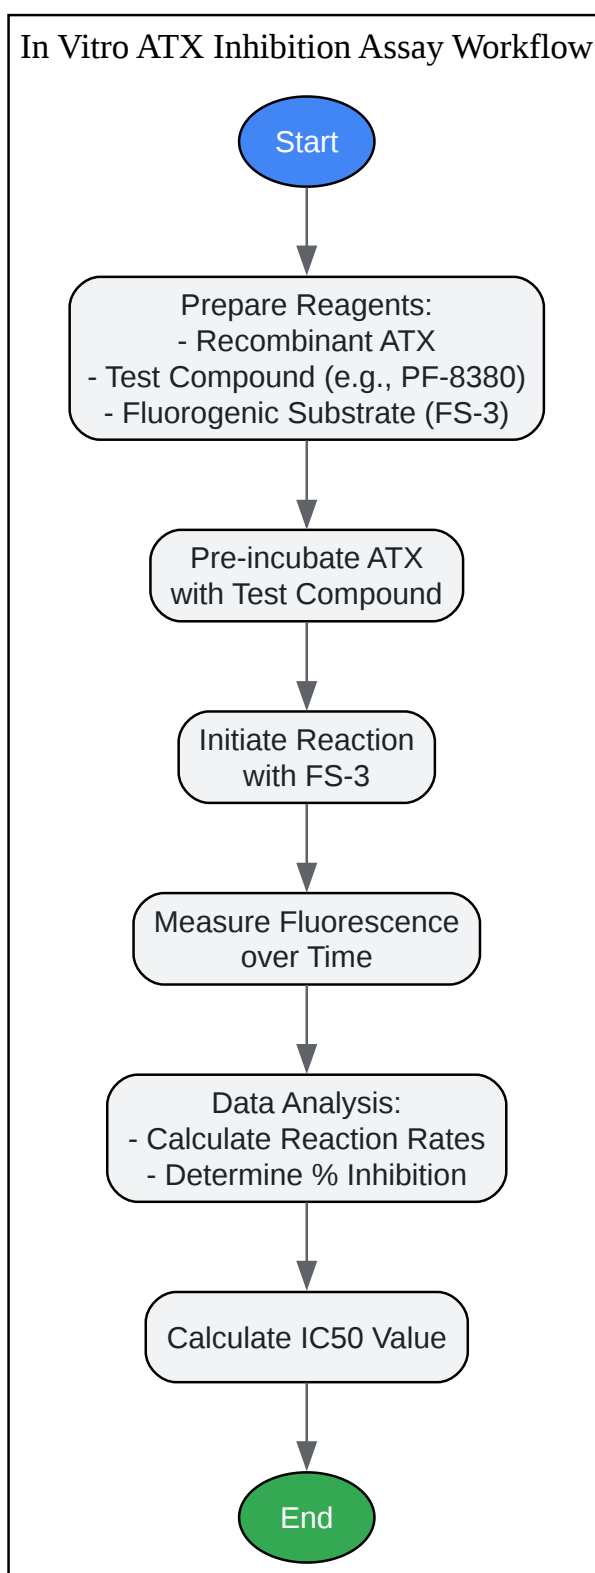 In Vitro ATX Inhibition Assay Workflow
Start
Prepare Reagents:
- Recombinant ATX
- Test Compound (e.g., PF-8380)
- Fluorogenic Substrate (FS-3)
Pre-incubate ATX
with Test Compound
Initiate Reaction
with FS-3
Measure Fluorescence
over Time
Data Analysis:
- Calculate Reaction Rates
- Determine % Inhibition
Calculate IC50 Value
End